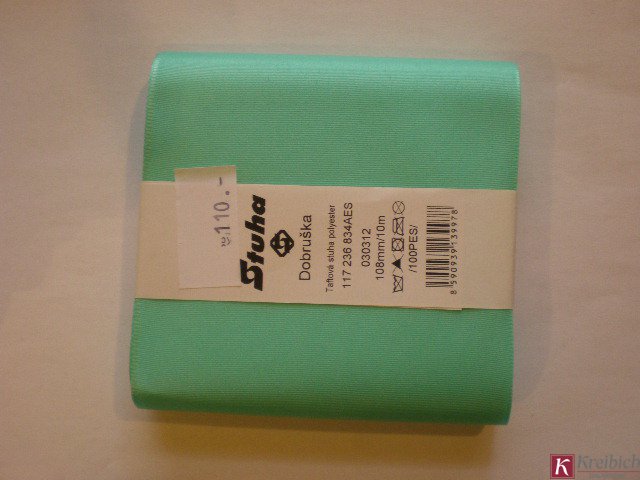 110.-
Stuha
Dobruška
Taftová stuha polyester
117 236 834AES
030312
108mm/10m
/100PES/
8 590939 139978
K Kreibich